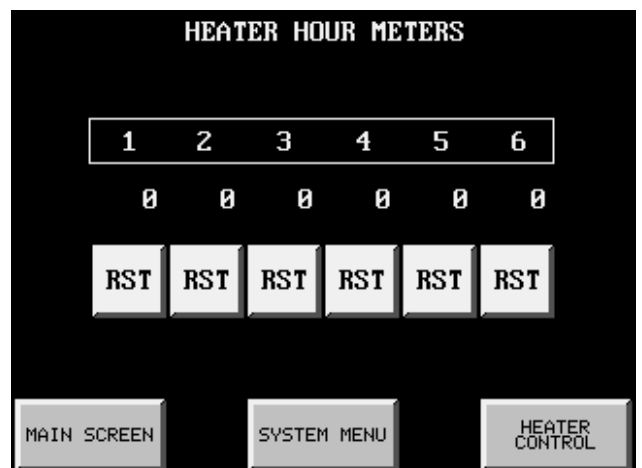 HEATER HOUR METERS
1 2 3 4 5 6
0 0 0 0 0 0
RST RST RST RST RST RST
MAIN SCREEN SYSTEM MENU HEATER
CONTROL